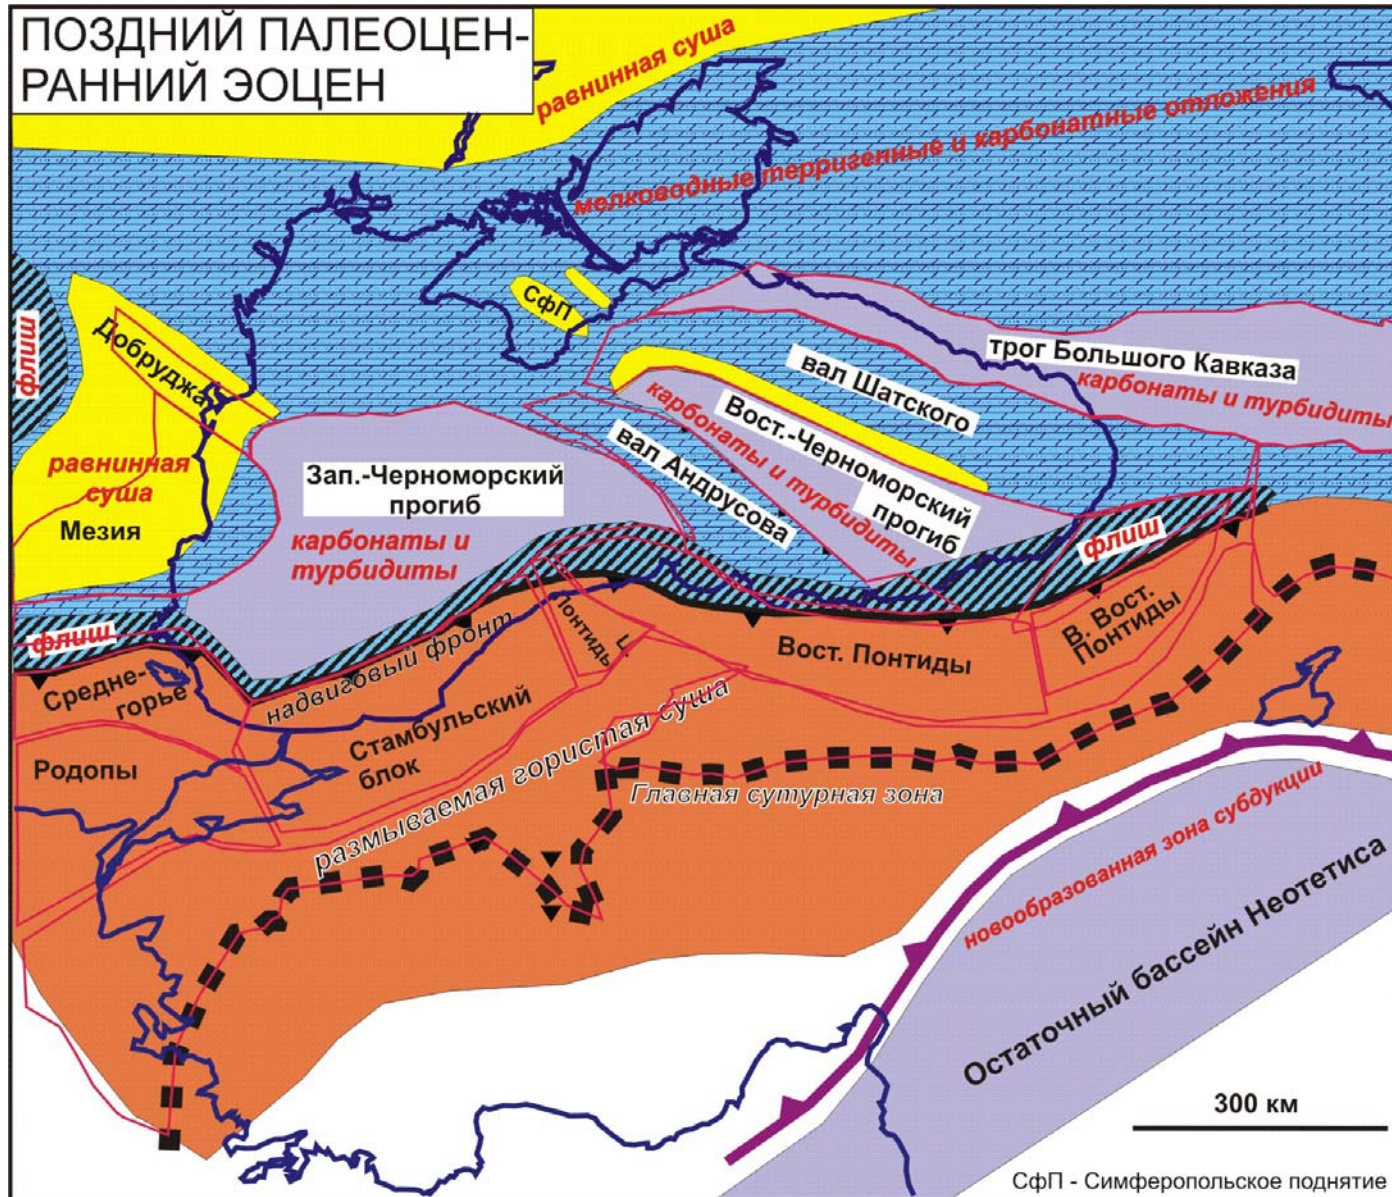 ПОЗДНИЙ ПАЛЕОЦЕН-
РАННИЙ ЭОЦЕН
равнинная суша
мелководные терригенные и карбонатные отложения
флиш
Добруджа
СфП
трог Большого Кавказа
карбонаты и турбидиты
вал Шатского
Вост.-Черноморский
прогиб
карбонаты и турбидиты
вал Андрусова
равнинная
суша
Мезия
Зап.-Черноморский
прогиб
карбонаты и
турбидиты
флиш
флиш
надвиговый фронт
Средне-
горье
Родопы
Стамбульский
блок
Ц.
Понтиды
Вост. Понтиды
В. Вост.
Понтиды
размываемая гористая суша
Главная сутурная зона
новообразованная зона субдукции
Остаточный бассейн Неотетиса
300 км
СфП - Симферопольское поднятие